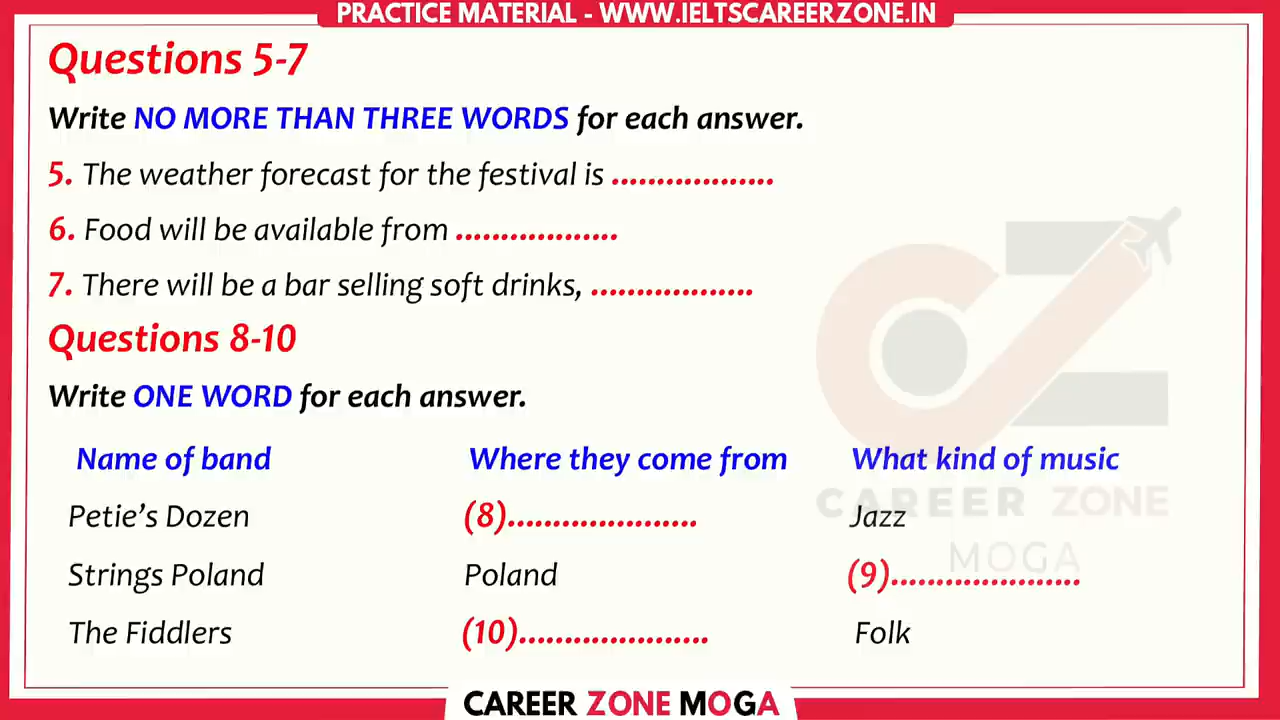 PRACTICE MATERIAL - WWW.IELTSCAREERZONE.IN
Questions 5-7
Write NO MORE THAN THREE WORDS for each answer.
5. The weather forecast for the festival is ..................
6. Food will be available from ..................
7. There will be a bar selling soft drinks, ..................
Questions 8-10
Write ONE WORD for each answer.
Name of band Where they come from What kind of music
Petie's Dozen (8)..................... Jazz
Strings Poland Poland (9).....................
The Fiddlers (10)..................... Folk
CAREER ZONE
MOGA
CAREER ZONE MOGA